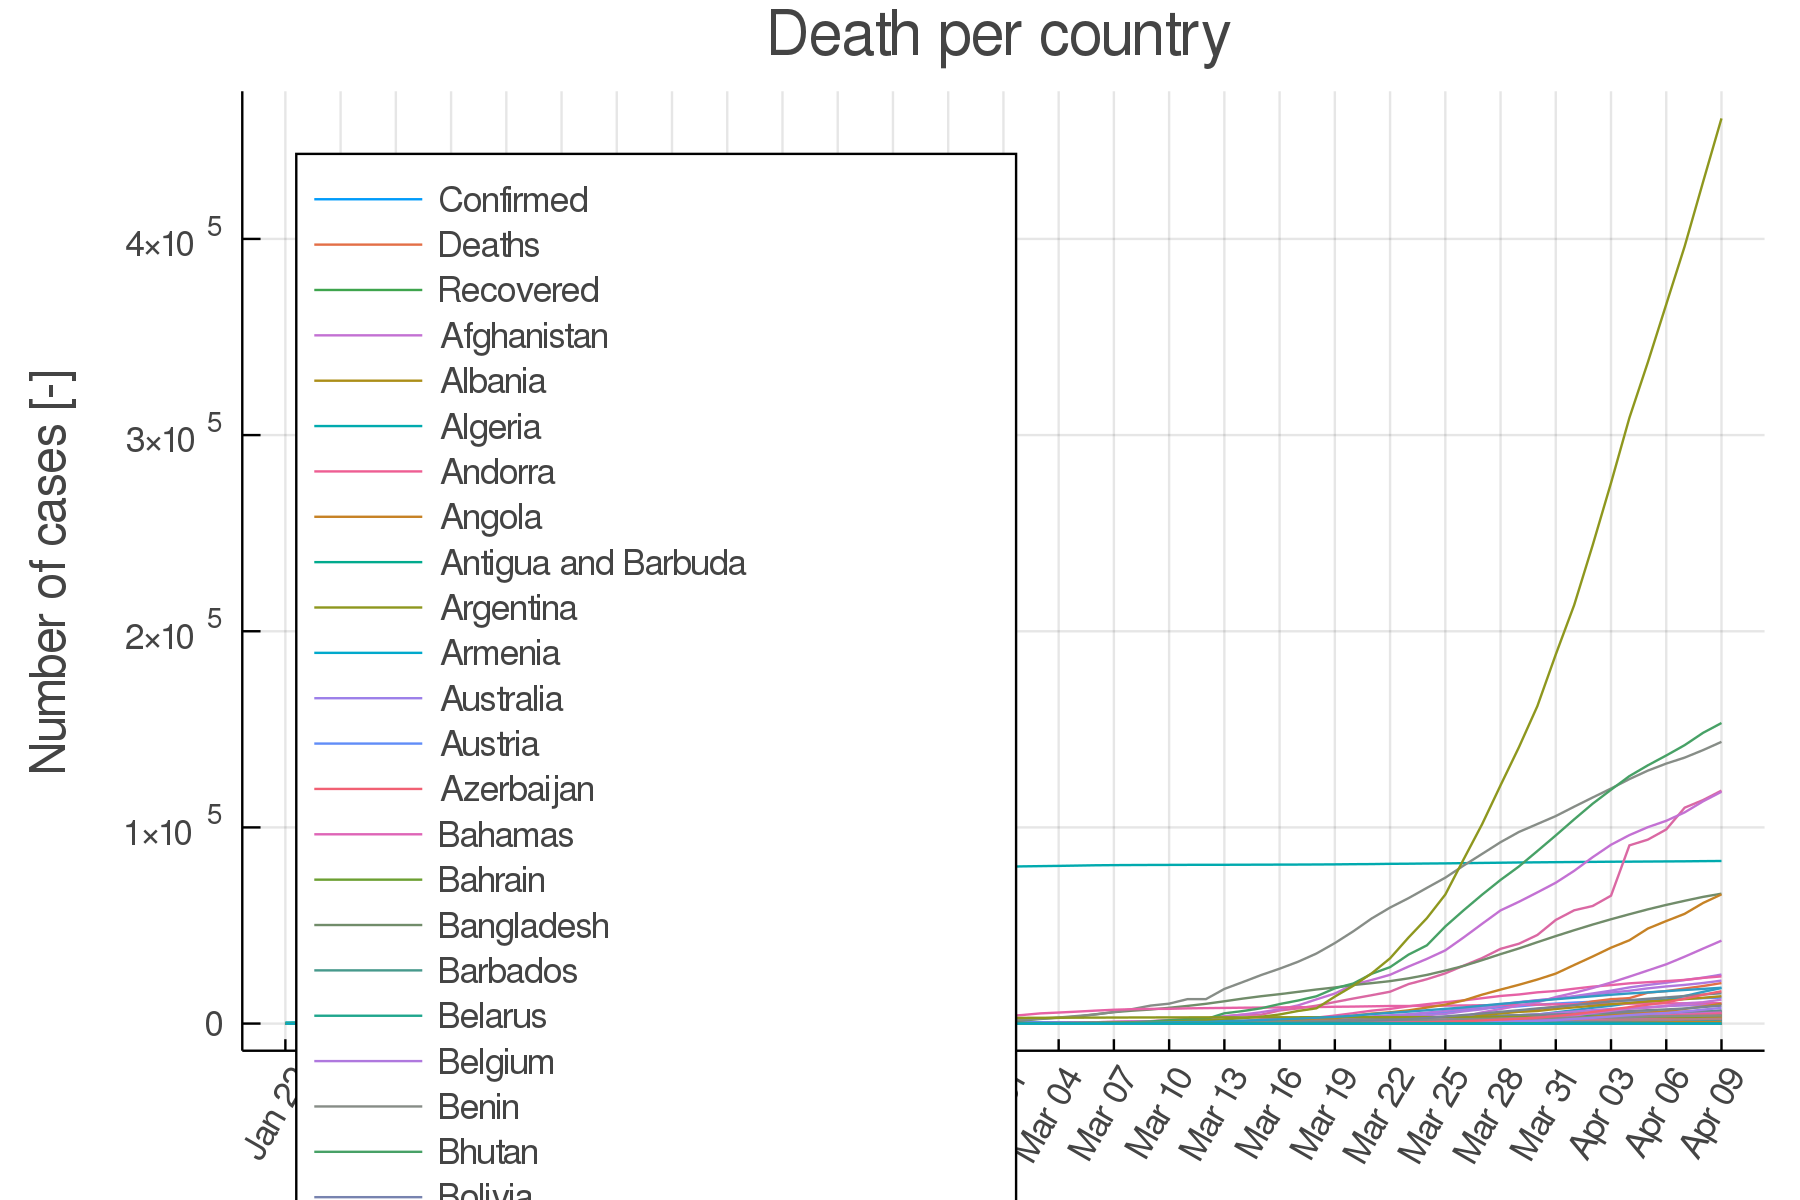 Death per country
Number of cases [-]
4×10 5
3×10 5
2×10 5
1×10 5
0
Confirmed
Deaths
Recovered
Afghanistan
Albania
Algeria
Andorra
Angola
Antigua and Barbuda
Argentina
Armenia
Australia
Austria
Azerbaijan
Bahamas
Bahrain
Bangladesh
Barbados
Belarus
Belgium
Benin
Bhutan
Bolivia
Jan
Mar 04
Mar 07
Mar 10
Mar 13
Mar 16
Mar 19
Mar 22
Mar 25
Mar 28
Mar 31
Apr 03
Apr 06
Apr 09